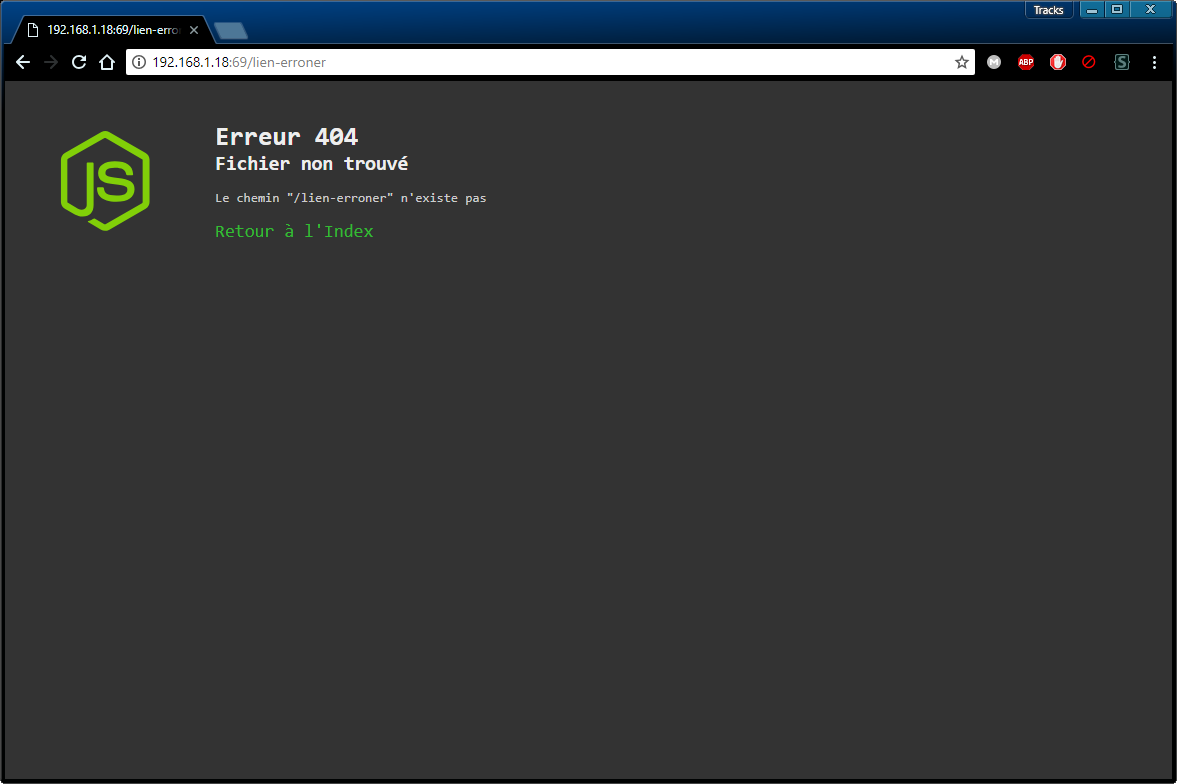 Tracks
192.168.1.18:69/lien-erro
192.168.1.18:69/lien-erroner
M
ABP
S
JS
Erreur 404
Fichier non trouvé
Le chemin "/lien-erroner" n'existe pas
Retour à l'Index